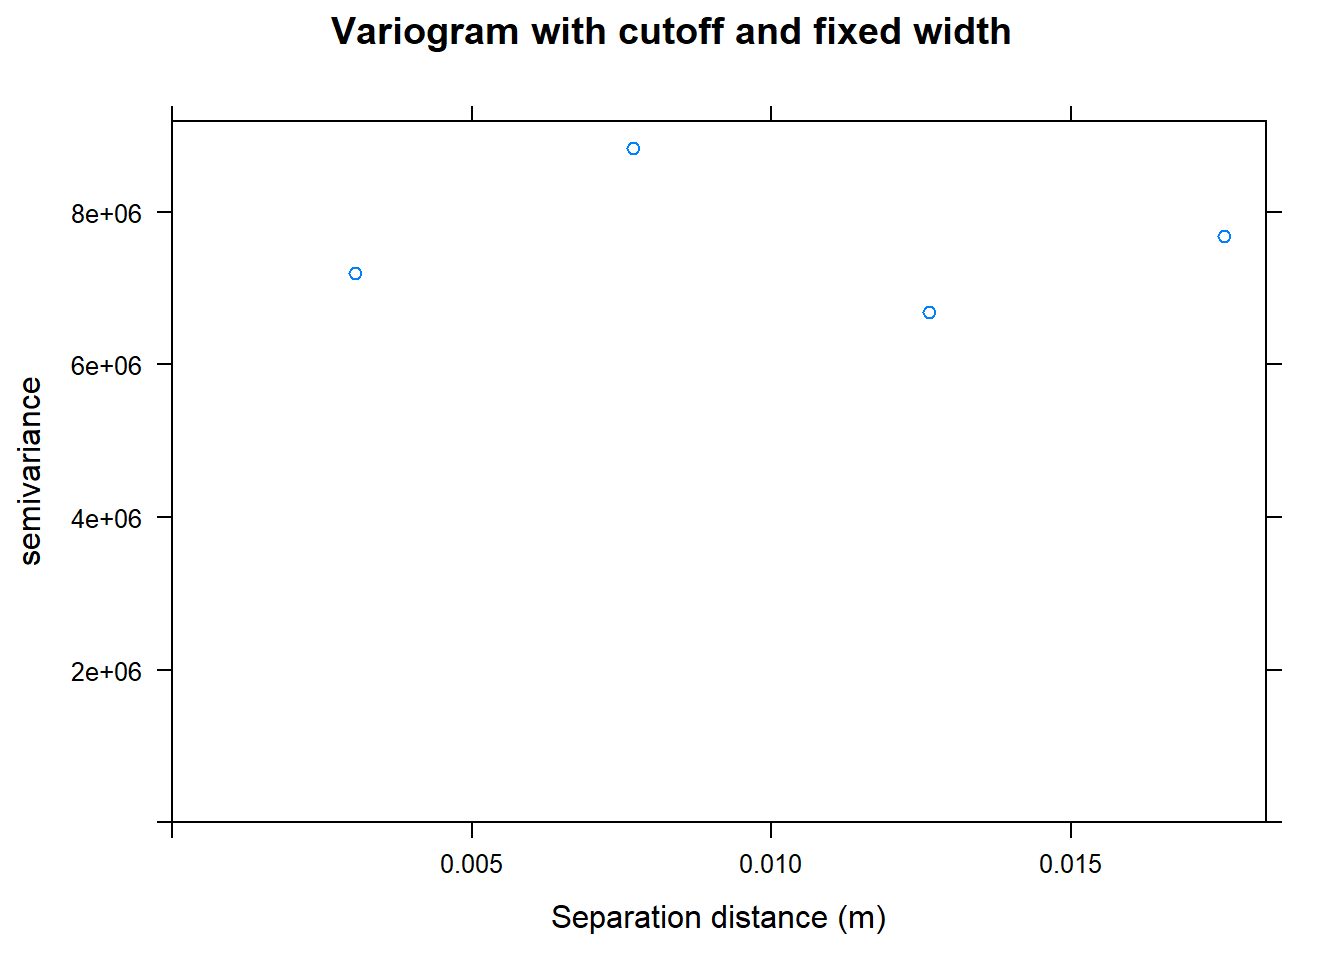 Variogram with cutoff and fixed width
8e+06
6e+06
4e+06
2e+06
semivariance
0.005 0.010 0.015
Separation distance (m)